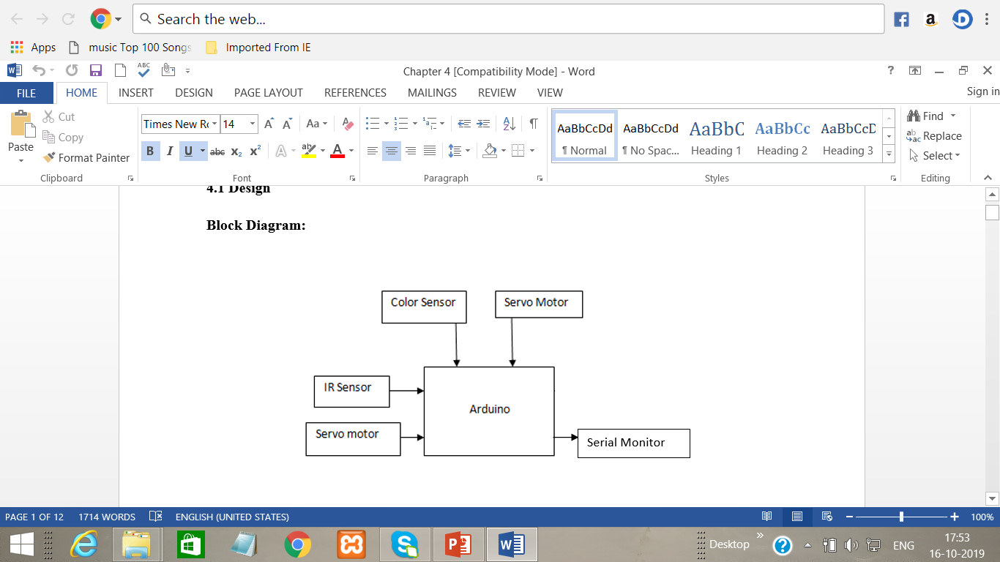 Search the web...
Apps music Top 100 Songs Imported From IE
ABC Chapter 4 [Compatibility Mode] - Word ?
FILE HOME INSERT DESIGN PAGE LAYOUT REFERENCES MAILINGS REVIEW VIEW Sign in
Paste
Cut
Copy
Format Painter
Clipboard
Times New Ro 14 Aa
B I U abc x₂ x² A ab A
Font
Paragraph
AaBbCcDd AaBbCcDd AaBbC AaBbCc AaBbCcD
¶ Normal ¶ No Spac... Heading 1 Heading 2 Heading 3
Styles
Find
Replace
Select
Editing
4.1 Design
Block Diagram:
Color Sensor Servo Motor
IR Sensor
Arduino
Servo motor
Serial Monitor
PAGE 1 OF 12 1714 WORDS ENGLISH (UNITED STATES) 100%
Desktop ENG 17:53
16-10-2019